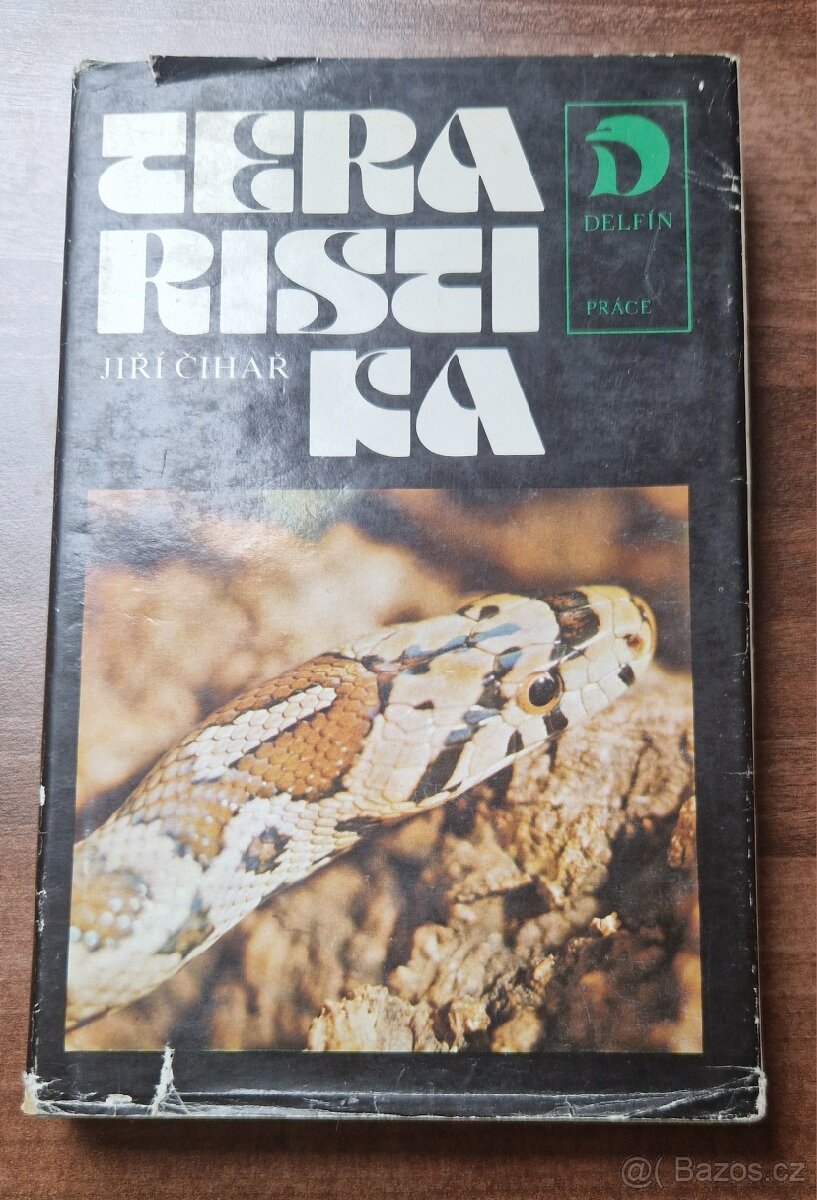 TERA
RISTI
KA
JIŘÍ ČIHAŘ
D
DELFÍN
PRÁCE
@( Bazos.cz